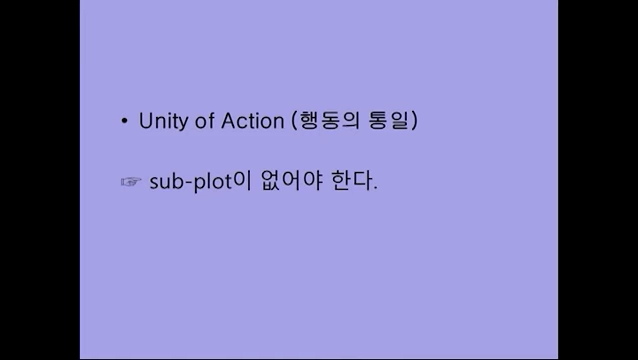 • Unity of Action (행동의 통일)
☞ sub-plot이 없어야 한다.